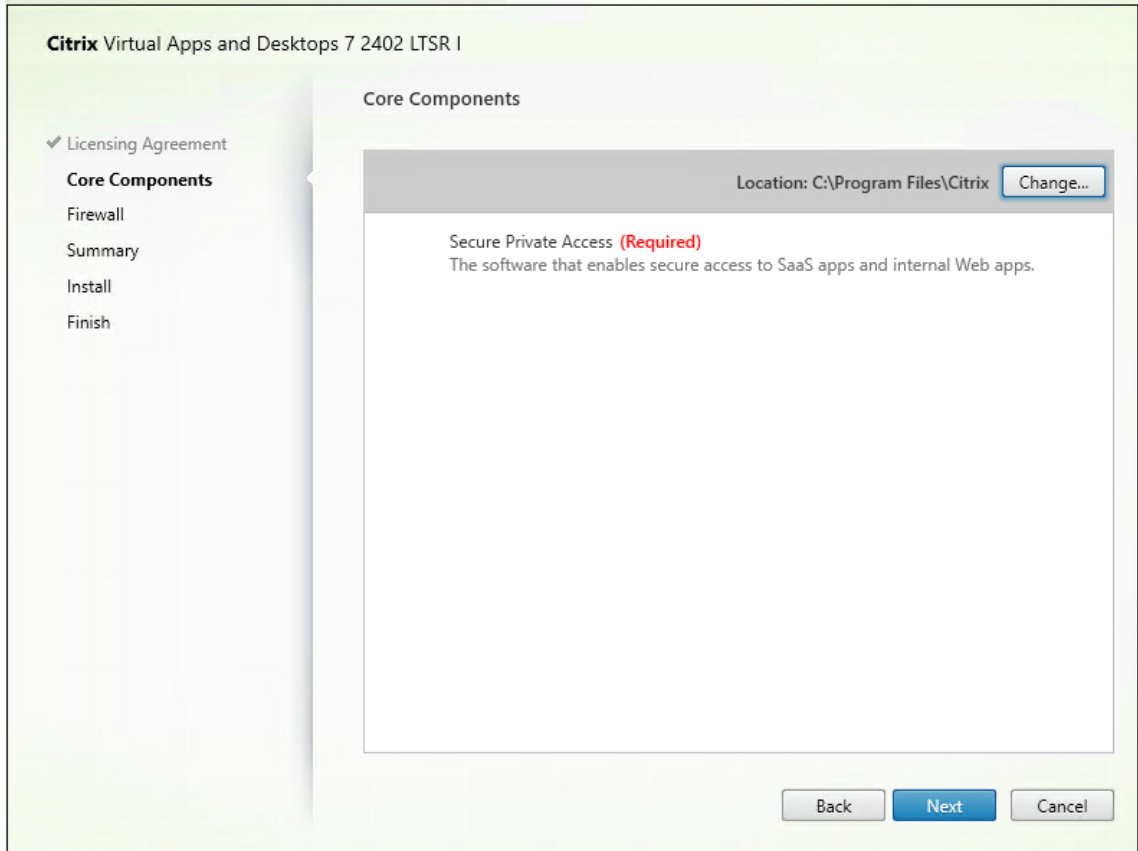 Citrix Virtual Apps and Desktops 7 2402 LTSR I
Core Components
✔ Licensing Agreement
Core Components
Firewall
Summary
Install
Finish
Location: C:\Program Files\Citrix Change...
Secure Private Access (Required)
The software that enables secure access to SaaS apps and internal Web apps.
Back Next Cancel